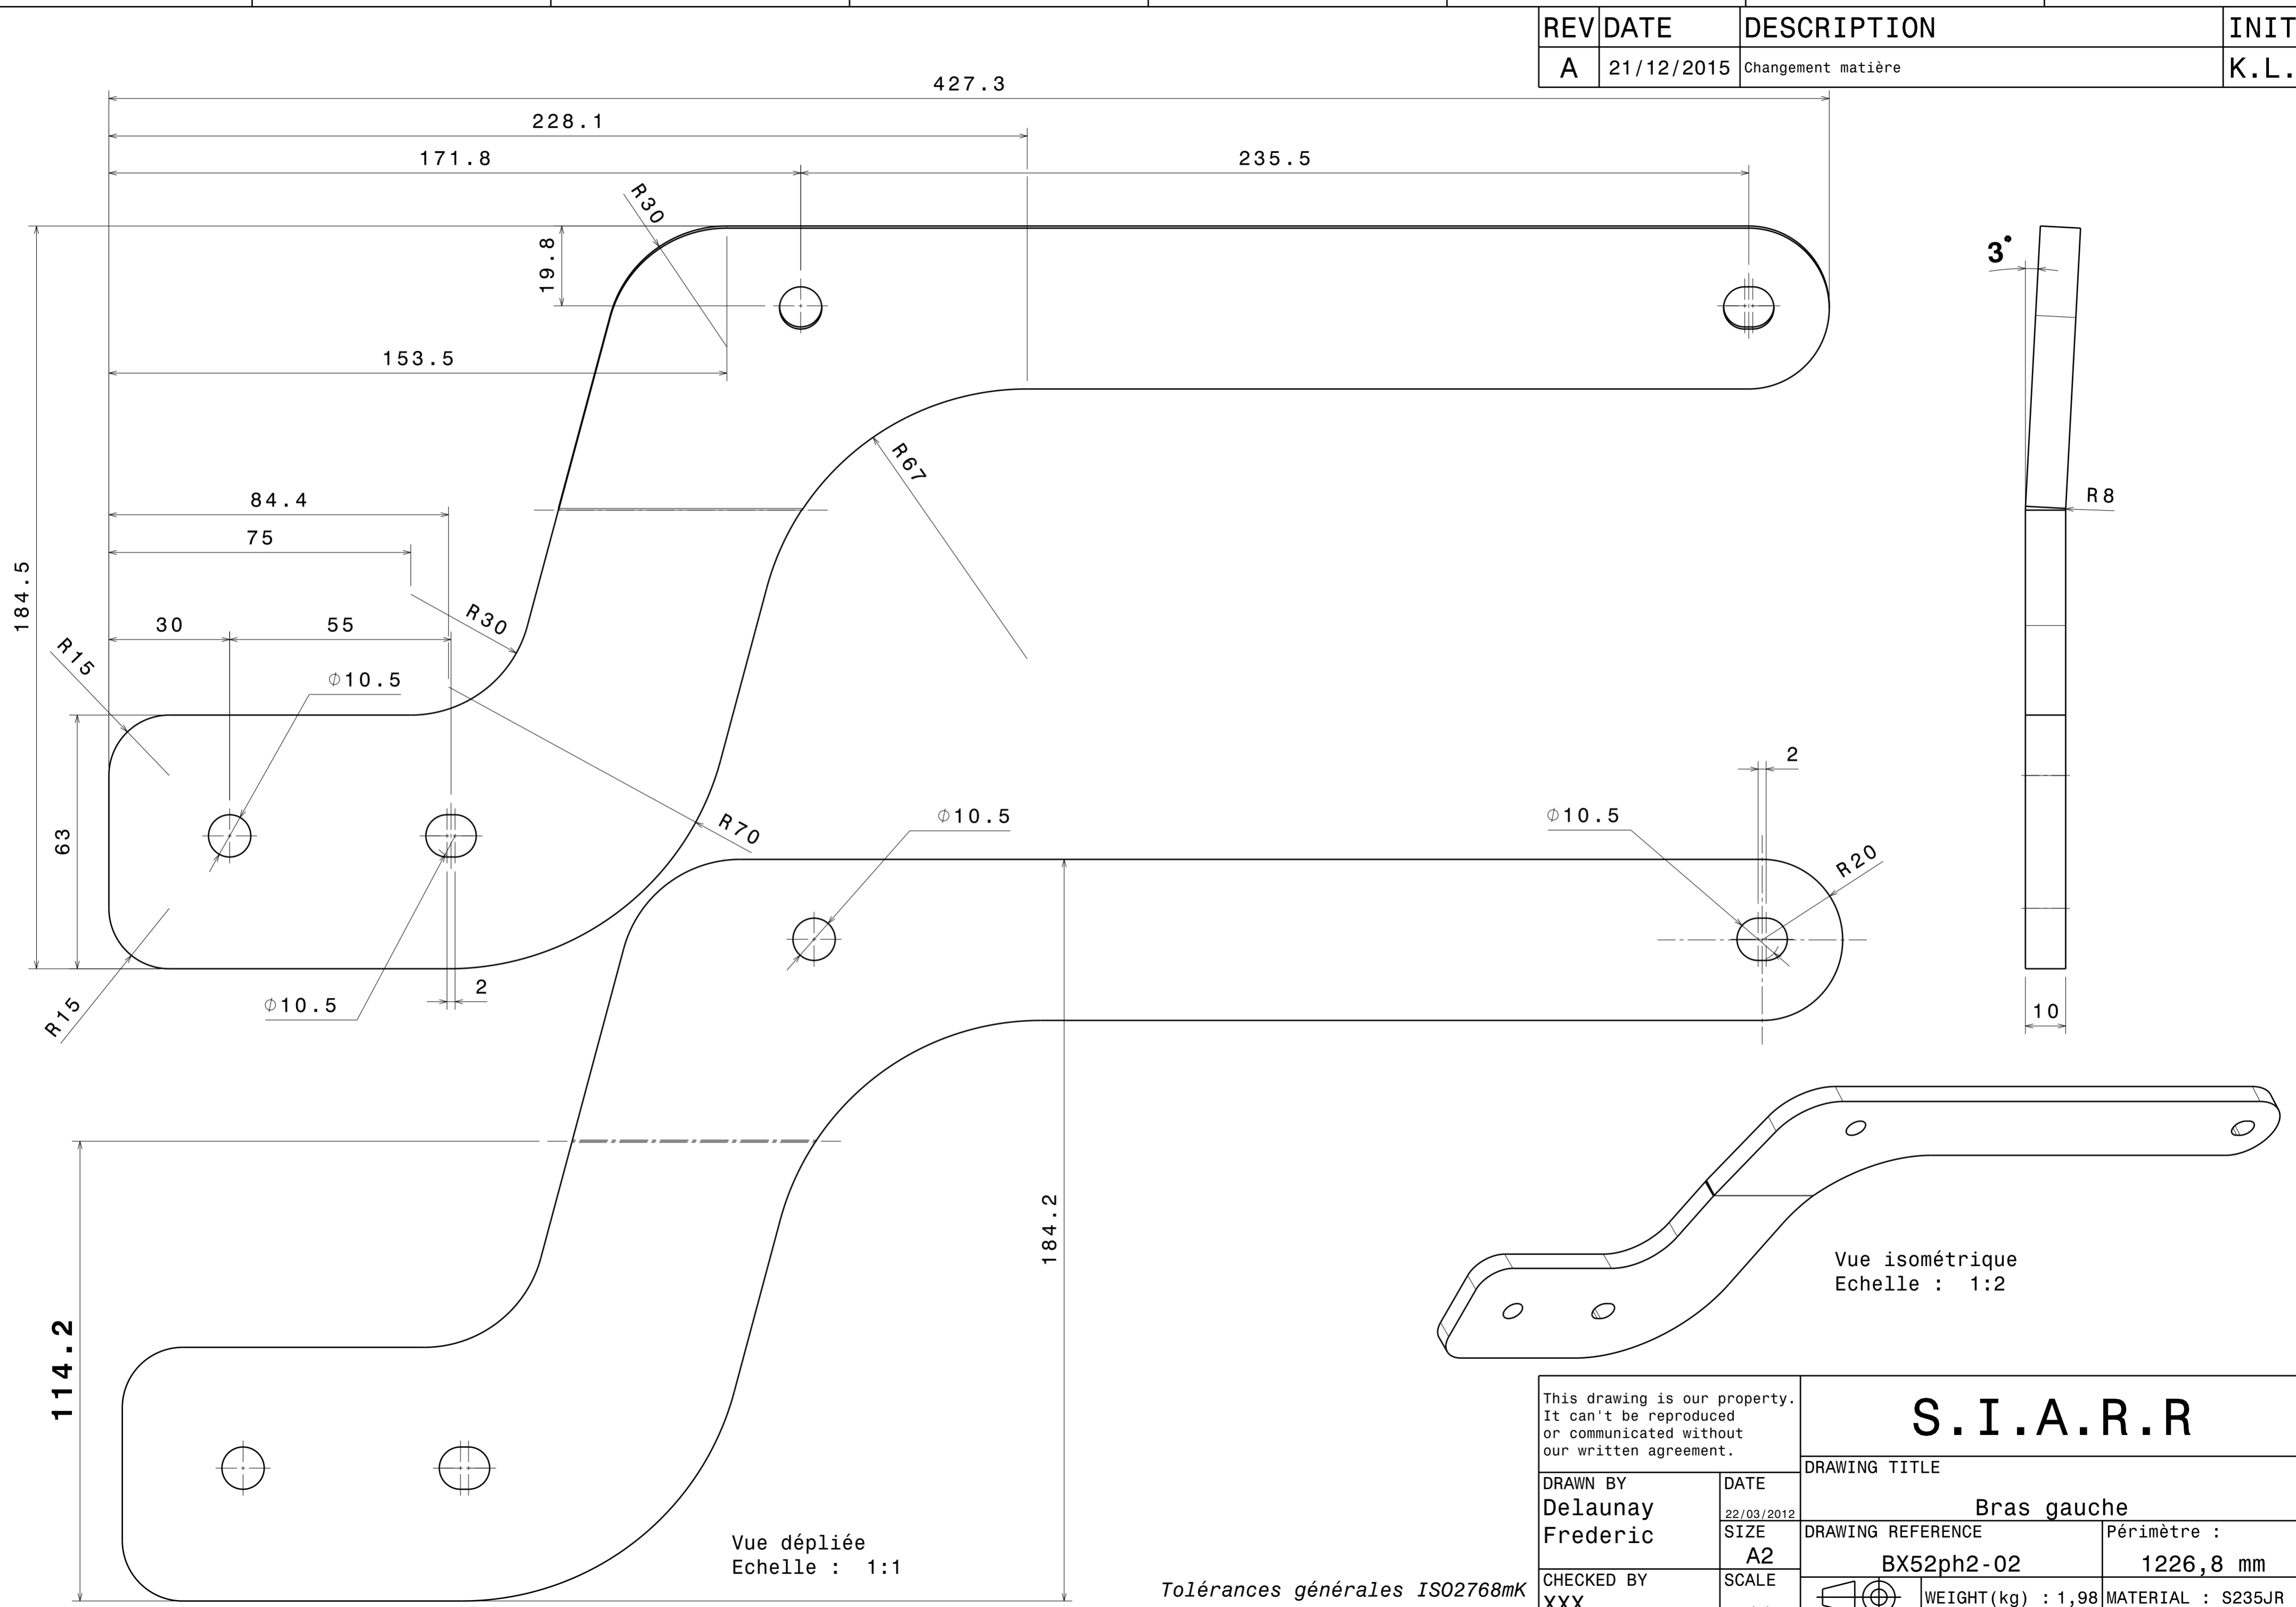 REV DATE DESCRIPTION INIT
A 21/12/2015 Changement matière K.L.
427.3
228.1
171.8 235.5
R30
19.8
3°
153.5
R67
84.4
R8
75
184.5
30 55
R30
R15
Ø10.5
2
63
R70
Ø10.5
Ø10.5
R20
2
Ø10.5
R15
10
184.2
Vue isométrique
Echelle : 1:2
114.2
Vue dépliée
Echelle : 1:1
Tolérances générales ISO2768mK
This drawing is our property.
It can't be reproduced
or communicated without
our written agreement.
S.I.A.R.R
DRAWING TITLE
Bras gauche
DRAWN BY
Delaunay
Frederic
DATE
22/03/2012
SIZE
A2
DRAWING REFERENCE
BX52ph2-02
Périmètre :
1226,8 mm
CHECKED BY
XXX
SCALE
WEIGHT(kg) : 1,98
MATERIAL : S235JR